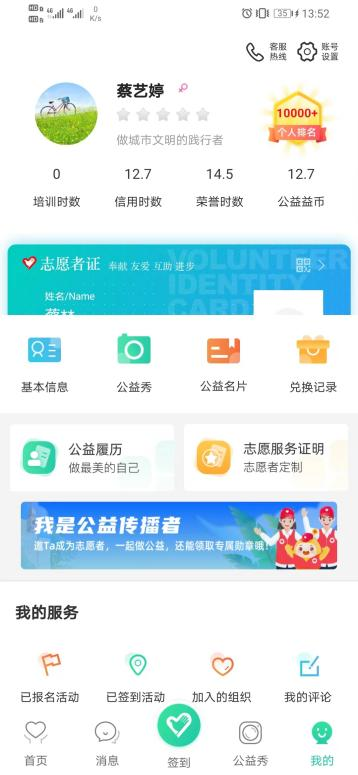 HD 4G 4G 0 K/s 35 13:52
客服热线 账号设置
蔡艺婷
做城市文明的践行者
10000+
个人排名
0 12.7 14.5 12.7
培训时数 信用时数 荣誉时数 公益益币
志愿者证 奉献 友爱 互助 进步
VOLUNTEER
IDENTITY
CARD
姓名/Name
蔡**
基本信息 公益秀 公益名片 兑换记录
公益履历 志愿服务证明
做最美的自己 志愿者定制
我是公益传播者
邀Ta成为志愿者，一起做公益，还能领取专属勋章哦！
我的服务
已报名活动 已签到活动 加入的组织 我的评论
首页 消息 签到 公益秀 我的